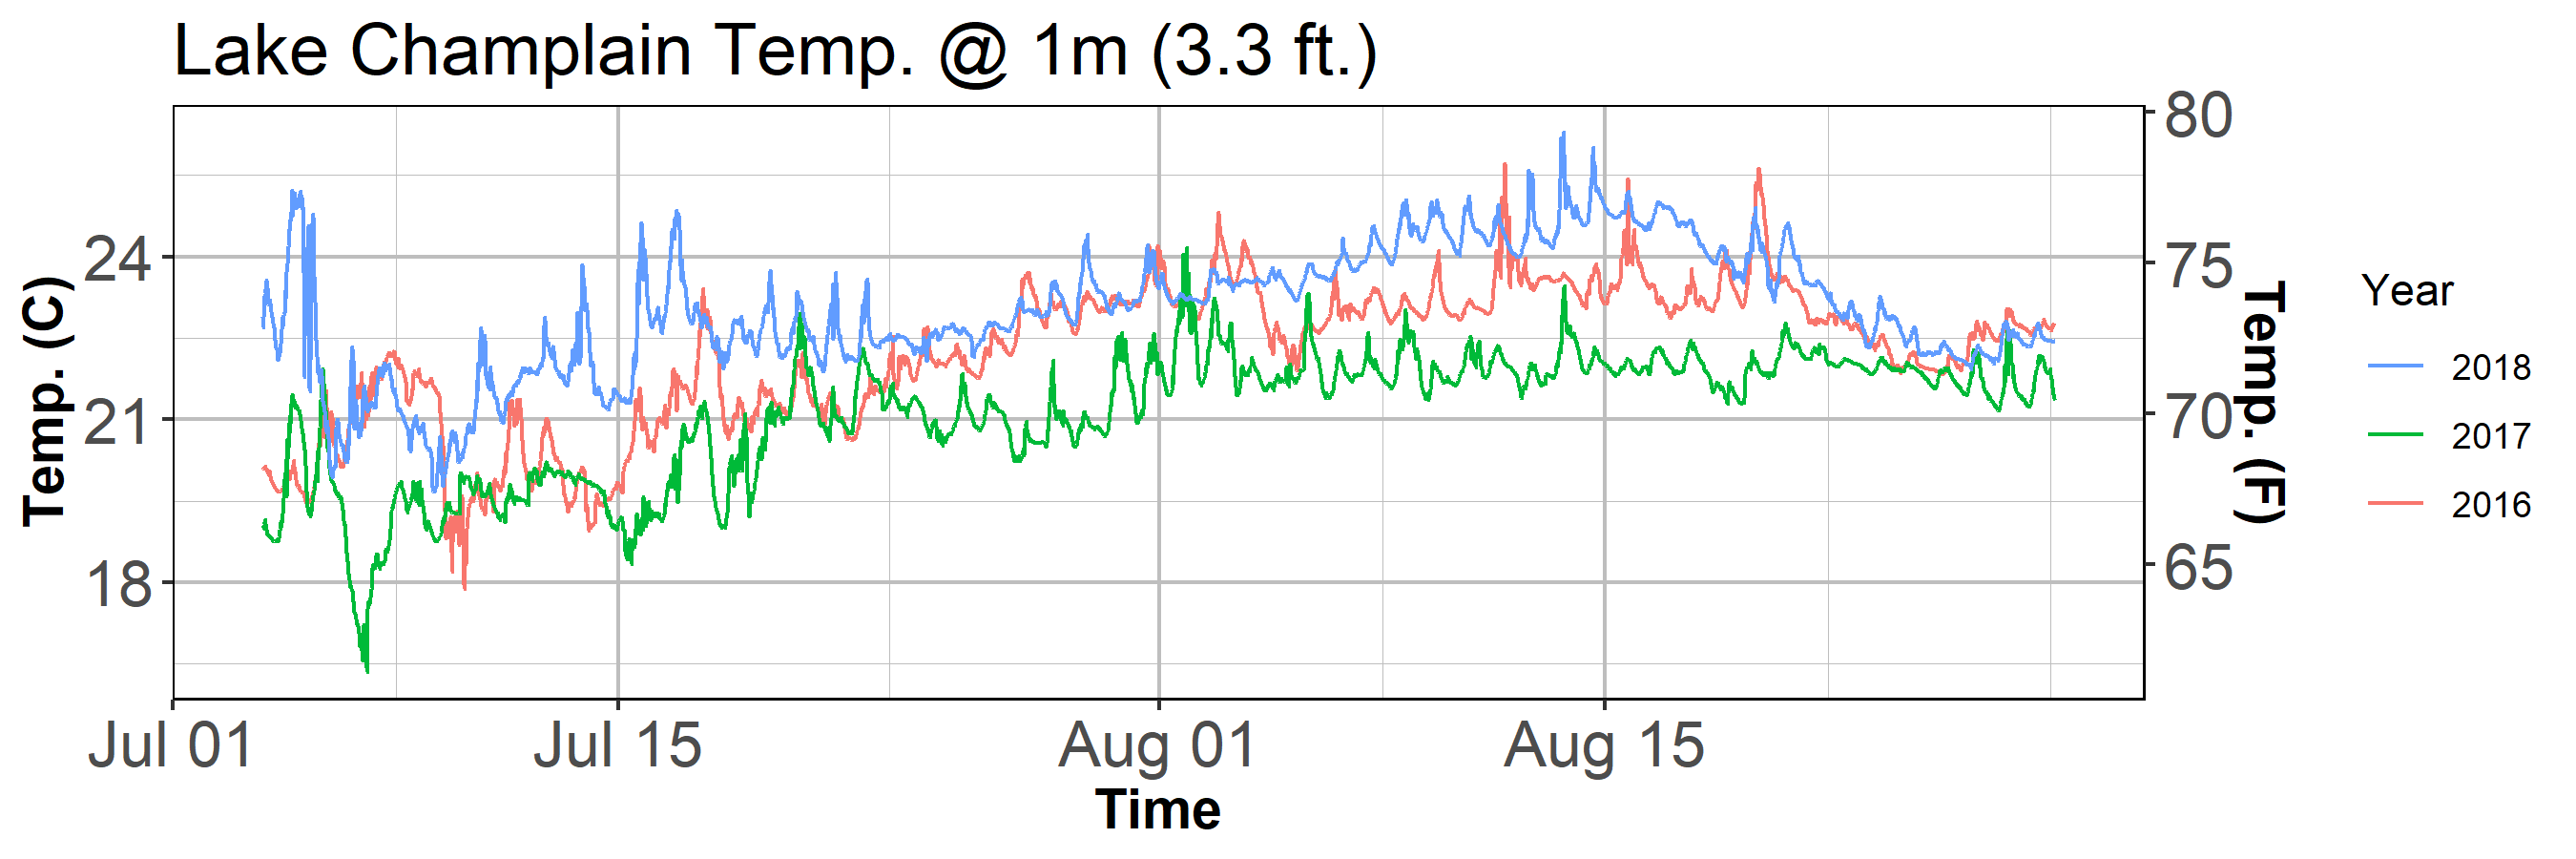 Lake Champlain Temp. @ 1m (3.3 ft.)
Temp. (C)
24
21
18
80
75
70
65
Temp. (F)
Jul 01
Jul 15
Aug 01
Aug 15
Time
Year
2018
2017
2016